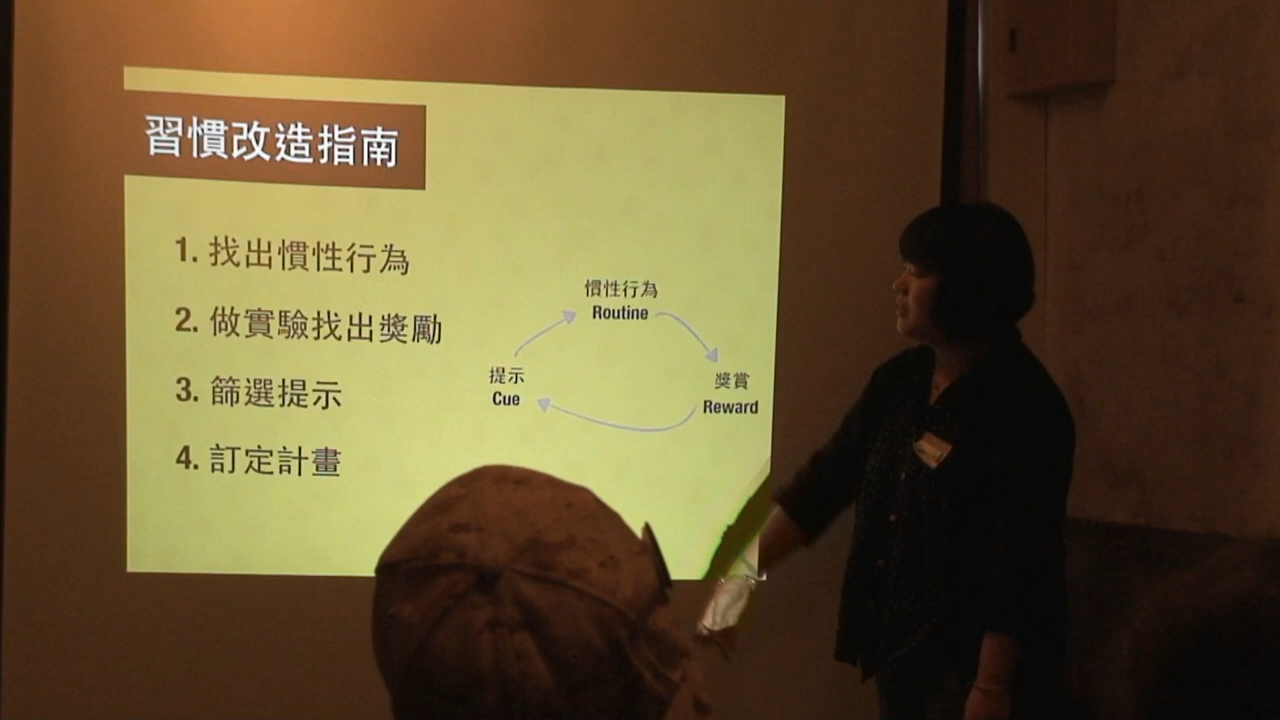 習慣改造指南
1. 找出慣性行為
2. 做實驗找出獎勵
3. 篩選提示
4. 訂定計畫
慣性行為
Routine
提示
Cue
獎賞
Reward